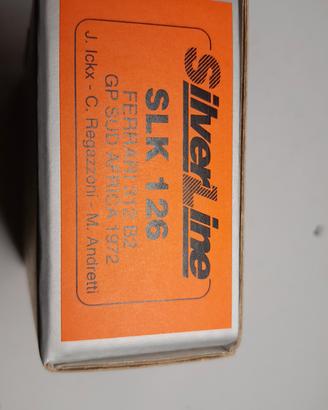 SilverLine
SLK 126
FERRARI 312 B2
GP SUD AFRICA 1972
J. Ickx - C. Regazzoni - M. Andretti